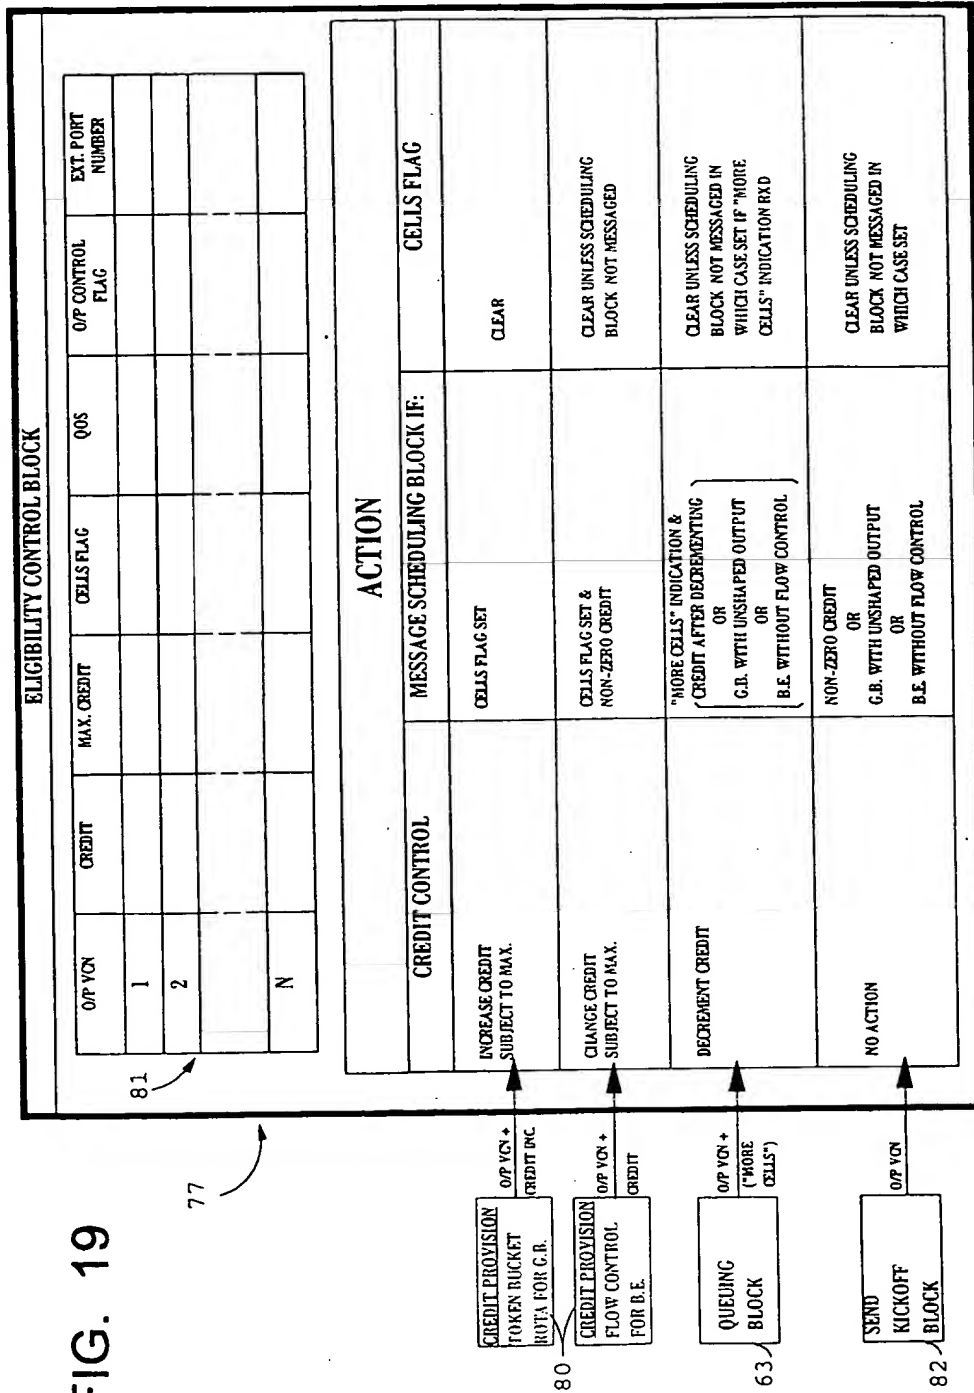 FIG. 19
77
ELIGIBILITY CONTROL BLOCK
81
O/P VCN
CREDIT
MAX. CREDIT
CELLS FLAG
QOS
O/P CONTROL
FLAG
EXT. PORT
NUMBER
1
2
N
ACTION
CREDIT CONTROL
MESSAGE SCHEDULING BLOCK IF:
CELLS FLAG
80
CREDIT PROVISION
TOKEN BUCKET
ROTA FOR G.B.
O/P VCN +
CREDIT INC.
INCREASE CREDIT
SUBJECT TO MAX.
CELLS FLAG SET
CLEAR
CREDIT PROVISION
FLOW CONTROL
FOR B.E.
O/P VCN +
CREDIT
CHANGE CREDIT
SUBJECT TO MAX.
CELLS FLAG SET &
NON-ZERO CREDIT
CLEAR UNLESS SCHEDULING
BLOCK NOT MESSAGED
63
QUEUING
BLOCK
O/P VCN +
("MORE
CELLS")
DECREMENT CREDIT
"MORE CELLS" INDICATION &
CREDIT AFTER DECREMENTING
OR
G.B. WITH UNSHAPED OUTPUT
OR
B.E. WITHOUT FLOW CONTROL
CLEAR UNLESS SCHEDULING
BLOCK NOT MESSAGED IN
WHICH CASE SET IF "MORE
CELLS" INDICATION RXD
82
SEND
KICKOFF
BLOCK
O/P VCN
NO ACTION
NON-ZERO CREDIT
OR
G.B. WITH UNSHAPED OUTPUT
OR
B.E. WITHOUT FLOW CONTROL
CLEAR UNLESS SCHEDULING
BLOCK NOT MESSAGED IN
WHICH CASE SET